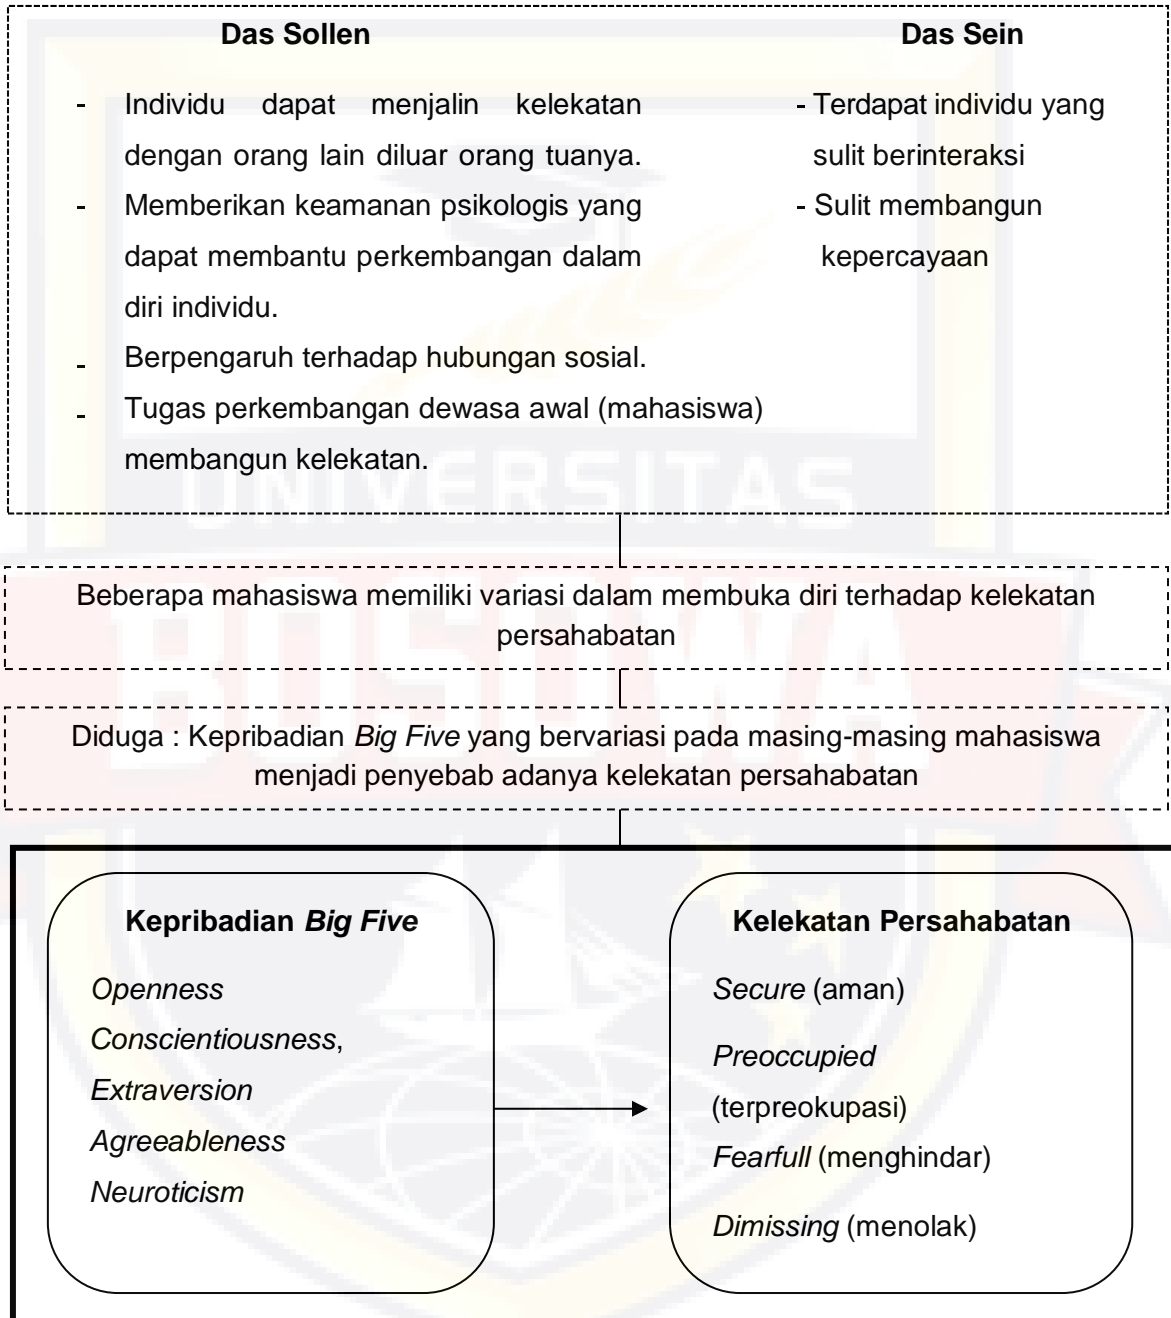 Das Sollen
- Individu dapat menjalin kelekatan
dengan orang lain diluar orang tuanya.
- Memberikan keamanan psikologis yang
dapat membantu perkembangan dalam
diri individu.
- Berpengaruh terhadap hubungan sosial.
- Tugas perkembangan dewasa awal (mahasiswa)
membangun kelekatan.
Das Sein
- Terdapat individu yang
sulit berinteraksi
- Sulit membangun
kepercayaan
UNIVERSITAS
BOSOWA
Beberapa mahasiswa memiliki variasi dalam membuka diri terhadap kelekatan
persahabatan
Diduga : Kepribadian Big Five yang bervariasi pada masing-masing mahasiswa
menjadi penyebab adanya kelekatan persahabatan
Kepribadian Big Five
Openness
Conscientiousness,
Extraversion
Agreeableness
Neuroticism
Kelekatan Persahabatan
Secure (aman)
Preoccupied
(terpreokupasi)
Fearfull (menghindar)
Dimissing (menolak)